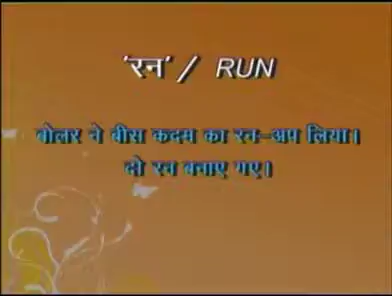 'रन' / RUN
बोलर ने बीस कदम का रन-अप लिया।
दो रन बनाए गए।